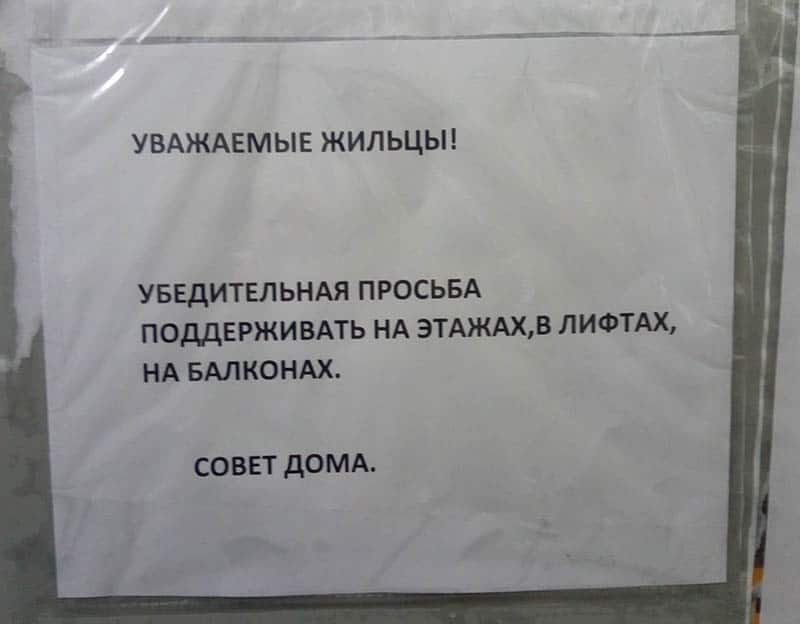 УВАЖАЕМЫЕ ЖИЛЬЦЫ!
УБЕДИТЕЛЬНАЯ ПРОСЬБА
ПОДДЕРЖИВАТЬ НА ЭТАЖАХ,В ЛИФТАХ,
НА БАЛКОНАХ.
СОВЕТ ДОМА.